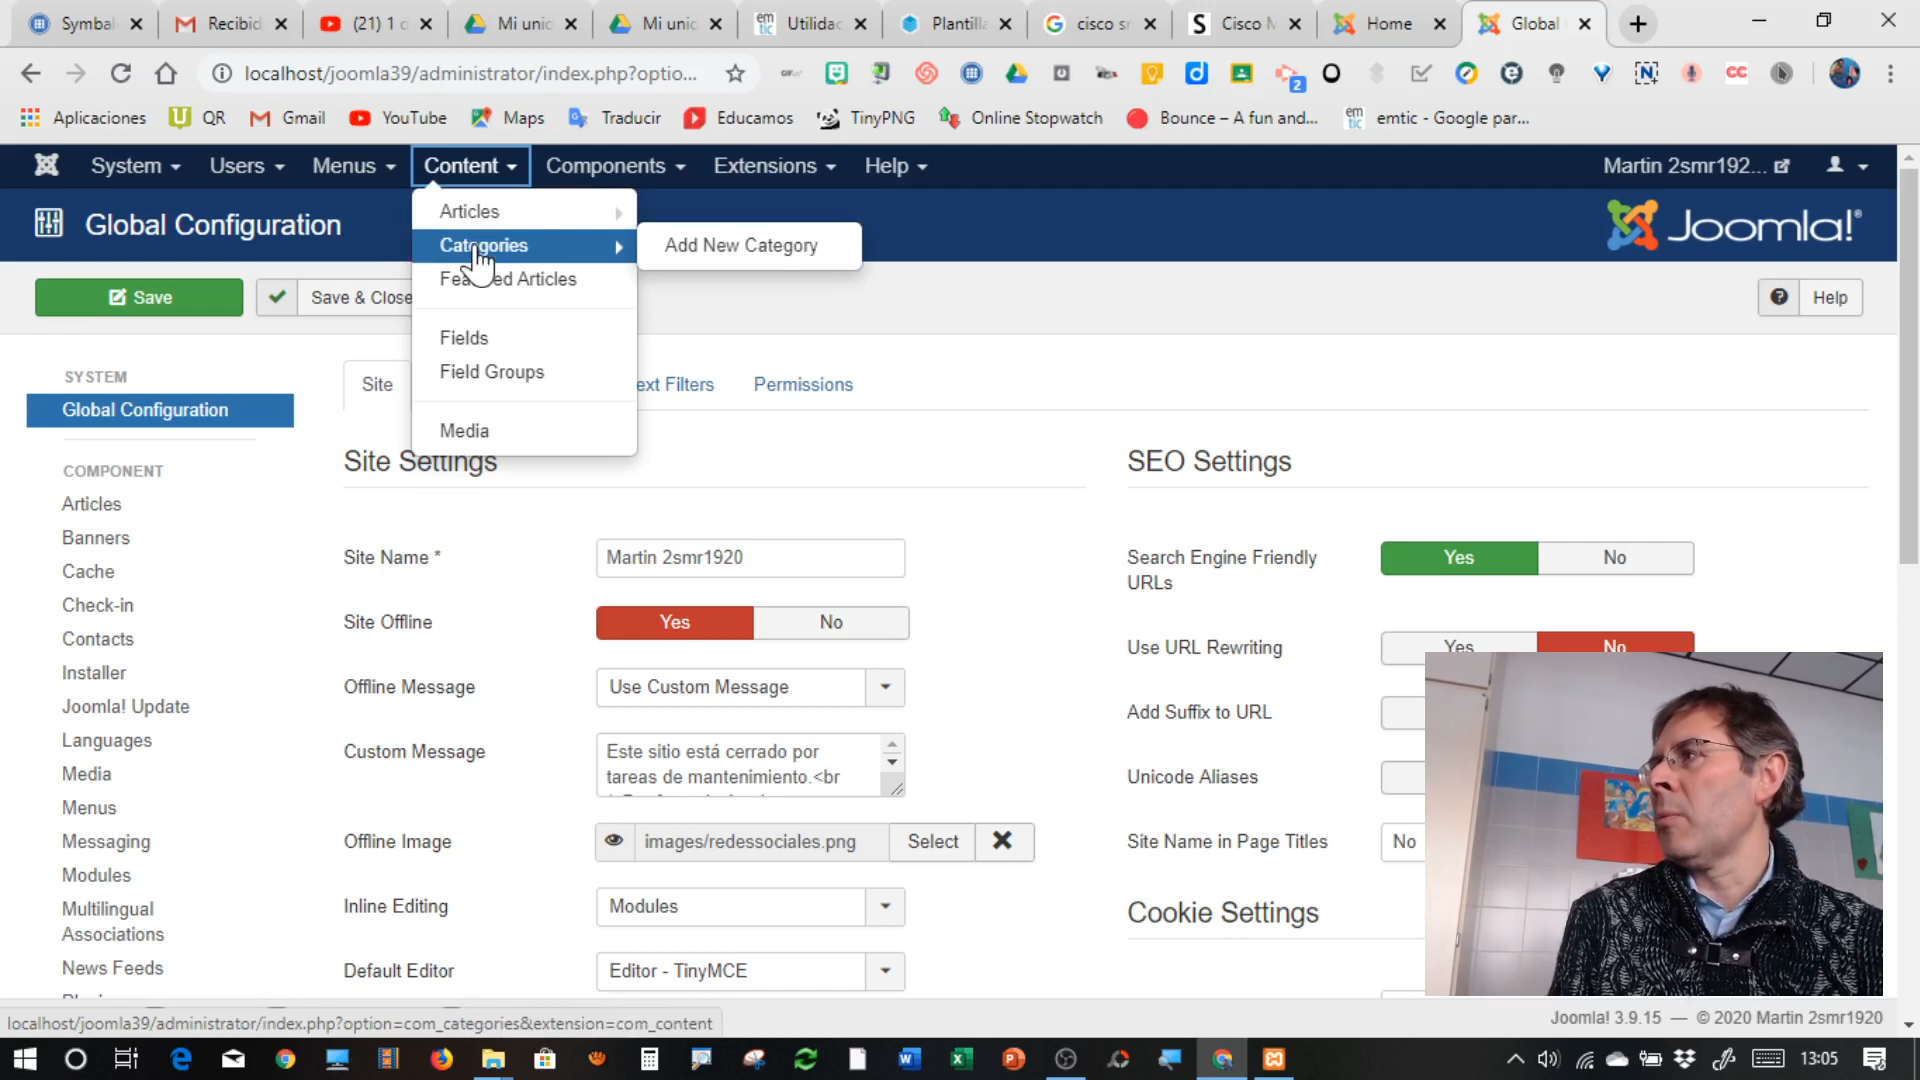 Symbal
Recibid
(21) 1 d
Mi unid
Mi unid
emtic
Utilidad
Plantilla
cisco sr
S
Cisco M
Home
Global
localhost/joomla39/administrator/index.php?optio...
GIF
2
CC
Aplicaciones
QR
Gmail
YouTube
Maps
Traducir
Educamos
TinyPNG
Online Stopwatch
Bounce – A fun and...
emtic - Google par...
System Users Menus Content Components Extensions Help
Martin 2smr192...
Global Configuration
Joomla!®
Articles
Categories
Add New Category
Articles
Fields
Field Groups
Media
Save
Save & Close
Help
SYSTEM
Global Configuration
COMPONENT
Articles
Banners
Cache
Check-in
Contacts
Installer
Joomla! Update
Languages
Media
Menus
Messaging
Modules
Multilingual
Associations
News Feeds
Site
ext Filters
Permissions
Site Settings
Site Name *
Martin 2smr1920
Site Offline
Yes No
Offline Message
Use Custom Message
Custom Message
Este sitio está cerrado por
tareas de mantenimiento.<br
Offline Image
images/redessociales.png
Select
Inline Editing
Modules
Default Editor
Editor - TinyMCE
SEO Settings
Search Engine Friendly
URLs
Yes No
Use URL Rewriting
Yes No
Add Suffix to URL
Unicode Aliases
Site Name in Page Titles
No
Cookie Settings
localhost/joomla39/administrator/index.php?option=com_categories&extension=com_content
Joomla! 3.9.15 — © 2020 Martin 2smr1920
13:05